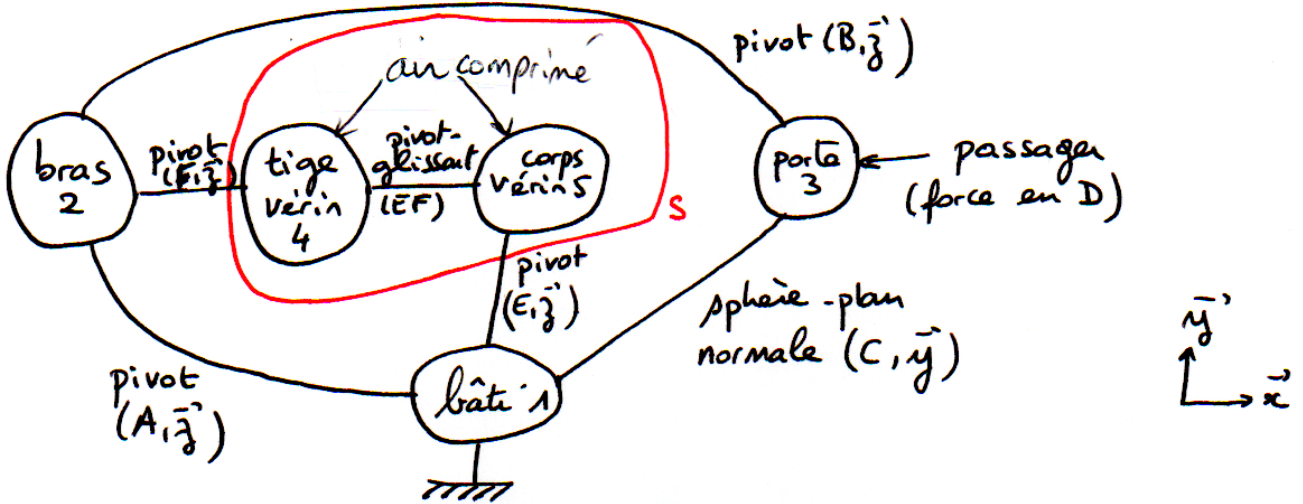 pivot (B, z⃗)
air comprimé
bras
2
pivot
(F, z⃗)
tige
vérin
4
pivot-
glissant
(EF)
corps
vérin 5
porte
3
passager
(force en D)
S
pivot
(E, z⃗)
sphère-plan
normale (C, y⃗)
pivot
(A, z⃗)
bâti 1
y⃗
x⃗